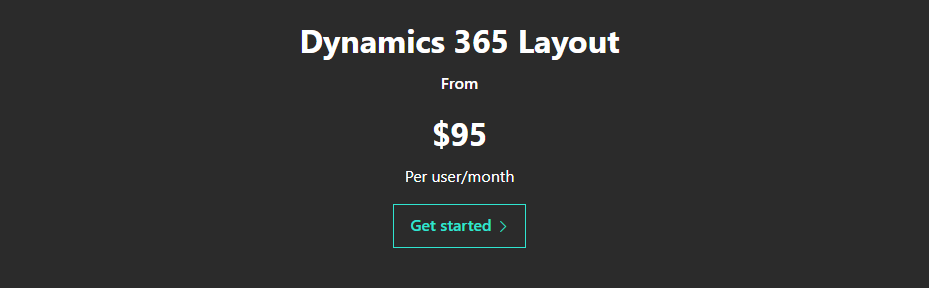 Dynamics 365 Layout
From
$95
Per user/month
Get started